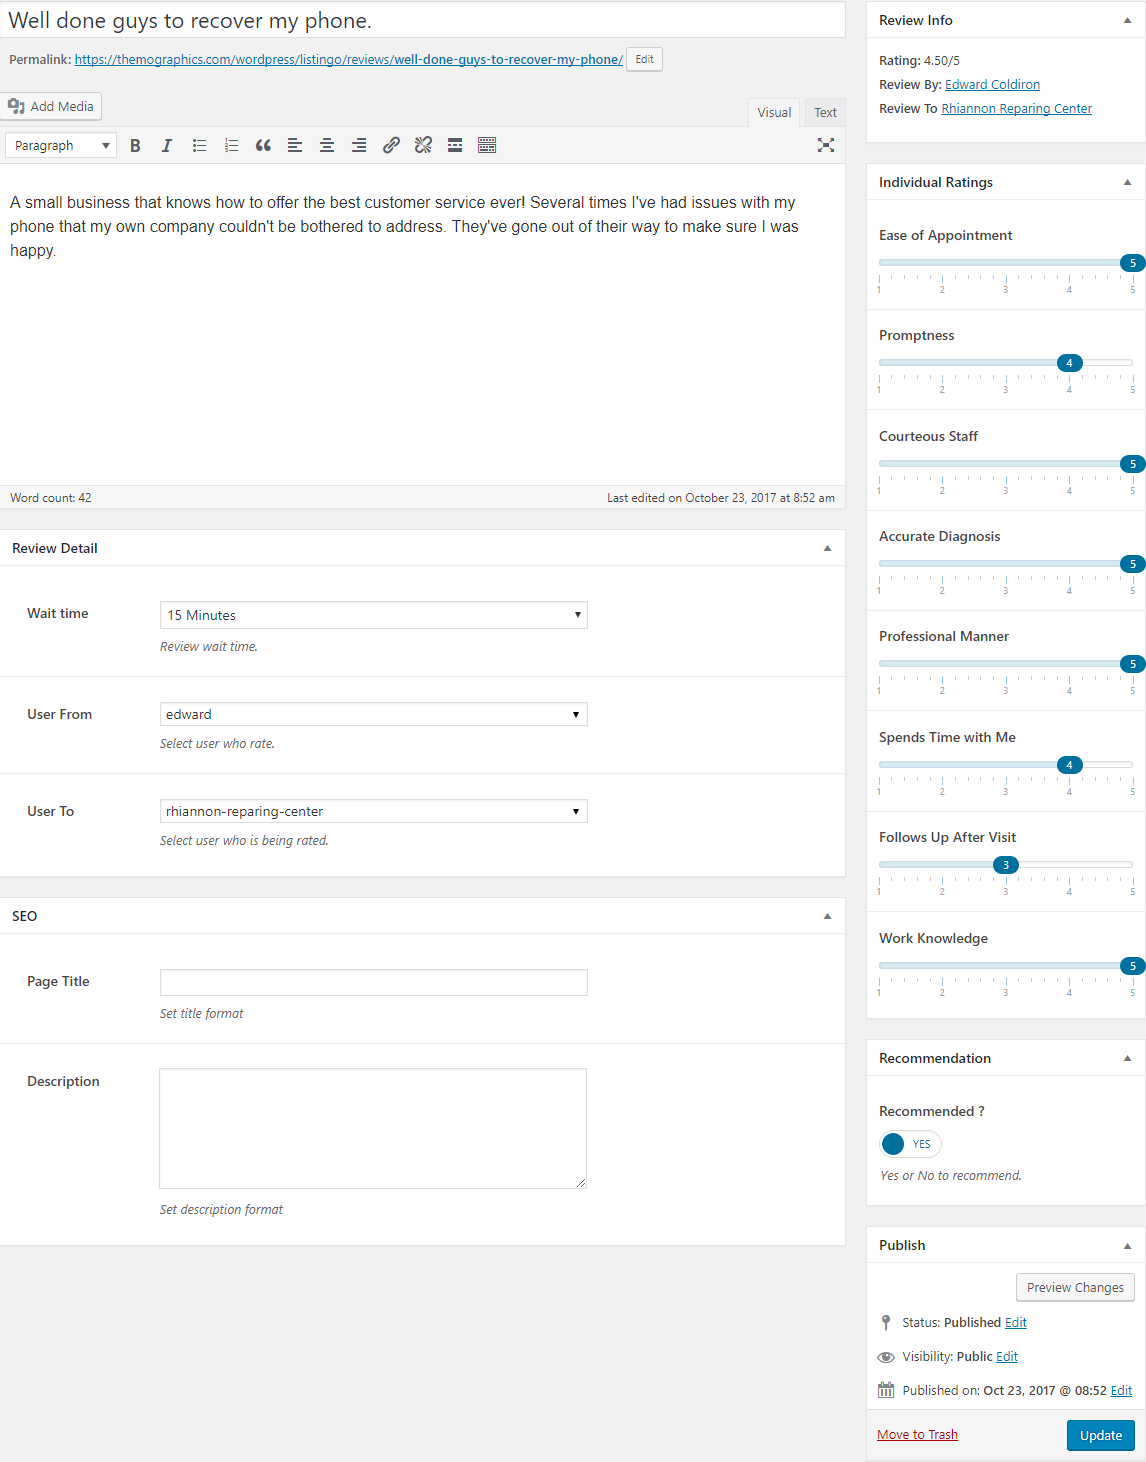 Well done guys to recover my phone.
Permalink: https://themographics.com/wordpress/listingo/reviews/well-done-guys-to-recover-my-phone/ Edit
Add Media
Visual Text
Paragraph
A small business that knows how to offer the best customer service ever! Several times I've had issues with my
phone that my own company couldn't be bothered to address. They've gone out of their way to make sure I was
happy.
Word count: 42 Last edited on October 23, 2017 at 8:52 am
Review Detail
Wait time
15 Minutes
Review wait time.
User From
edward
Select user who rate.
User To
rhiannon-reparing-center
Select user who is being rated.
SEO
Page Title
Set title format
Description
Set description format
Review Info
Rating: 4.50/5
Review By: Edward Coldiron
Review To Rhiannon Reparing Center
Individual Ratings
Ease of Appointment
5
1 2 3 4 5
Promptness
4
1 2 3 4 5
Courteous Staff
5
1 2 3 4 5
Accurate Diagnosis
5
1 2 3 4 5
Professional Manner
5
1 2 3 4 5
Spends Time with Me
4
1 2 3 4 5
Follows Up After Visit
3
1 2 3 4 5
Work Knowledge
5
1 2 3 4 5
Recommendation
Recommended ?
YES
Yes or No to recommend.
Publish
Preview Changes
Status: Published Edit
Visibility: Public Edit
Published on: Oct 23, 2017 @ 08:52 Edit
Move to Trash Update